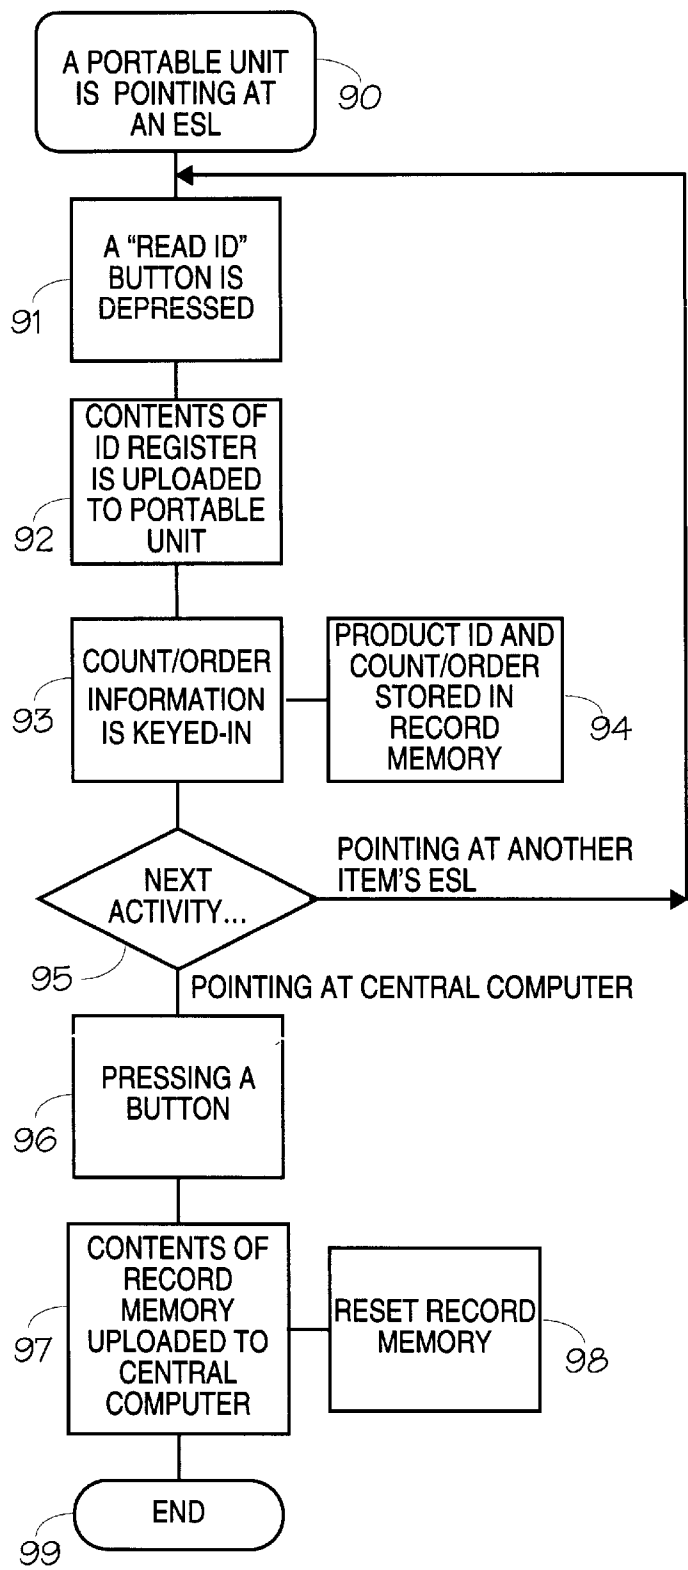 A PORTABLE UNIT
IS POINTING AT
AN ESL
90
A “READ ID”
BUTTON IS
DEPRESSED
91
CONTENTS OF
ID REGISTER
IS UPLOADED
TO PORTABLE
UNIT
92
COUNT/ORDER
INFORMATION
IS KEYED-IN
93
PRODUCT ID AND
COUNT/ORDER
STORED IN
RECORD
MEMORY
94
NEXT
ACTIVITY...
95
POINTING AT ANOTHER
ITEM'S ESL
POINTING AT CENTRAL COMPUTER
PRESSING A
BUTTON
96
CONTENTS OF
RECORD
MEMORY
UPLOADED TO
CENTRAL
COMPUTER
97
RESET RECORD
MEMORY
98
END
99